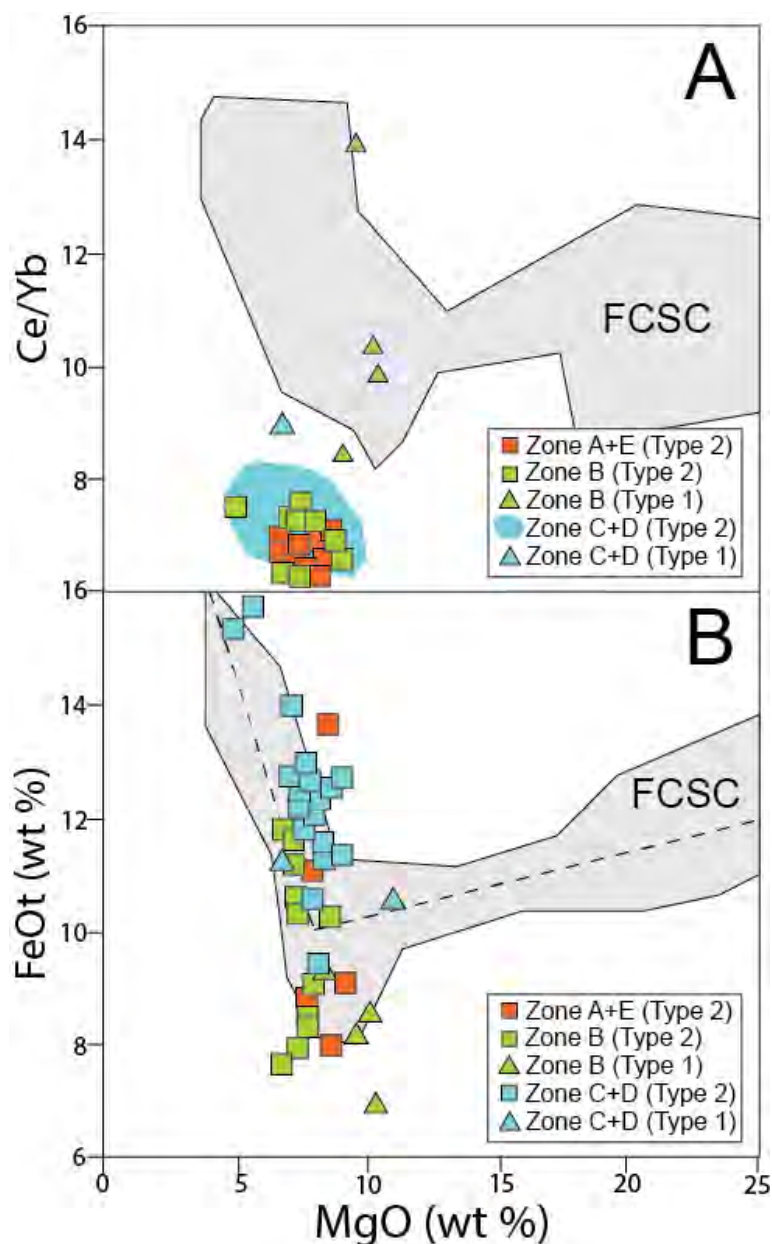 16
A
14
12
Ce/Yb
FCSC
10
Zone A+E (Type 2)
8
Zone B (Type 2)
Zone B (Type 1)
Zone C+D (Type 2)
Zone C+D (Type 1)
16
B
14
FCSC
12
FeOt (wt %)
10
Zone A+E (Type 2)
8
Zone B (Type 2)
Zone B (Type 1)
Zone C+D (Type 2)
Zone C+D (Type 1)
6
0 5 10 15 20 25
MgO (wt %)